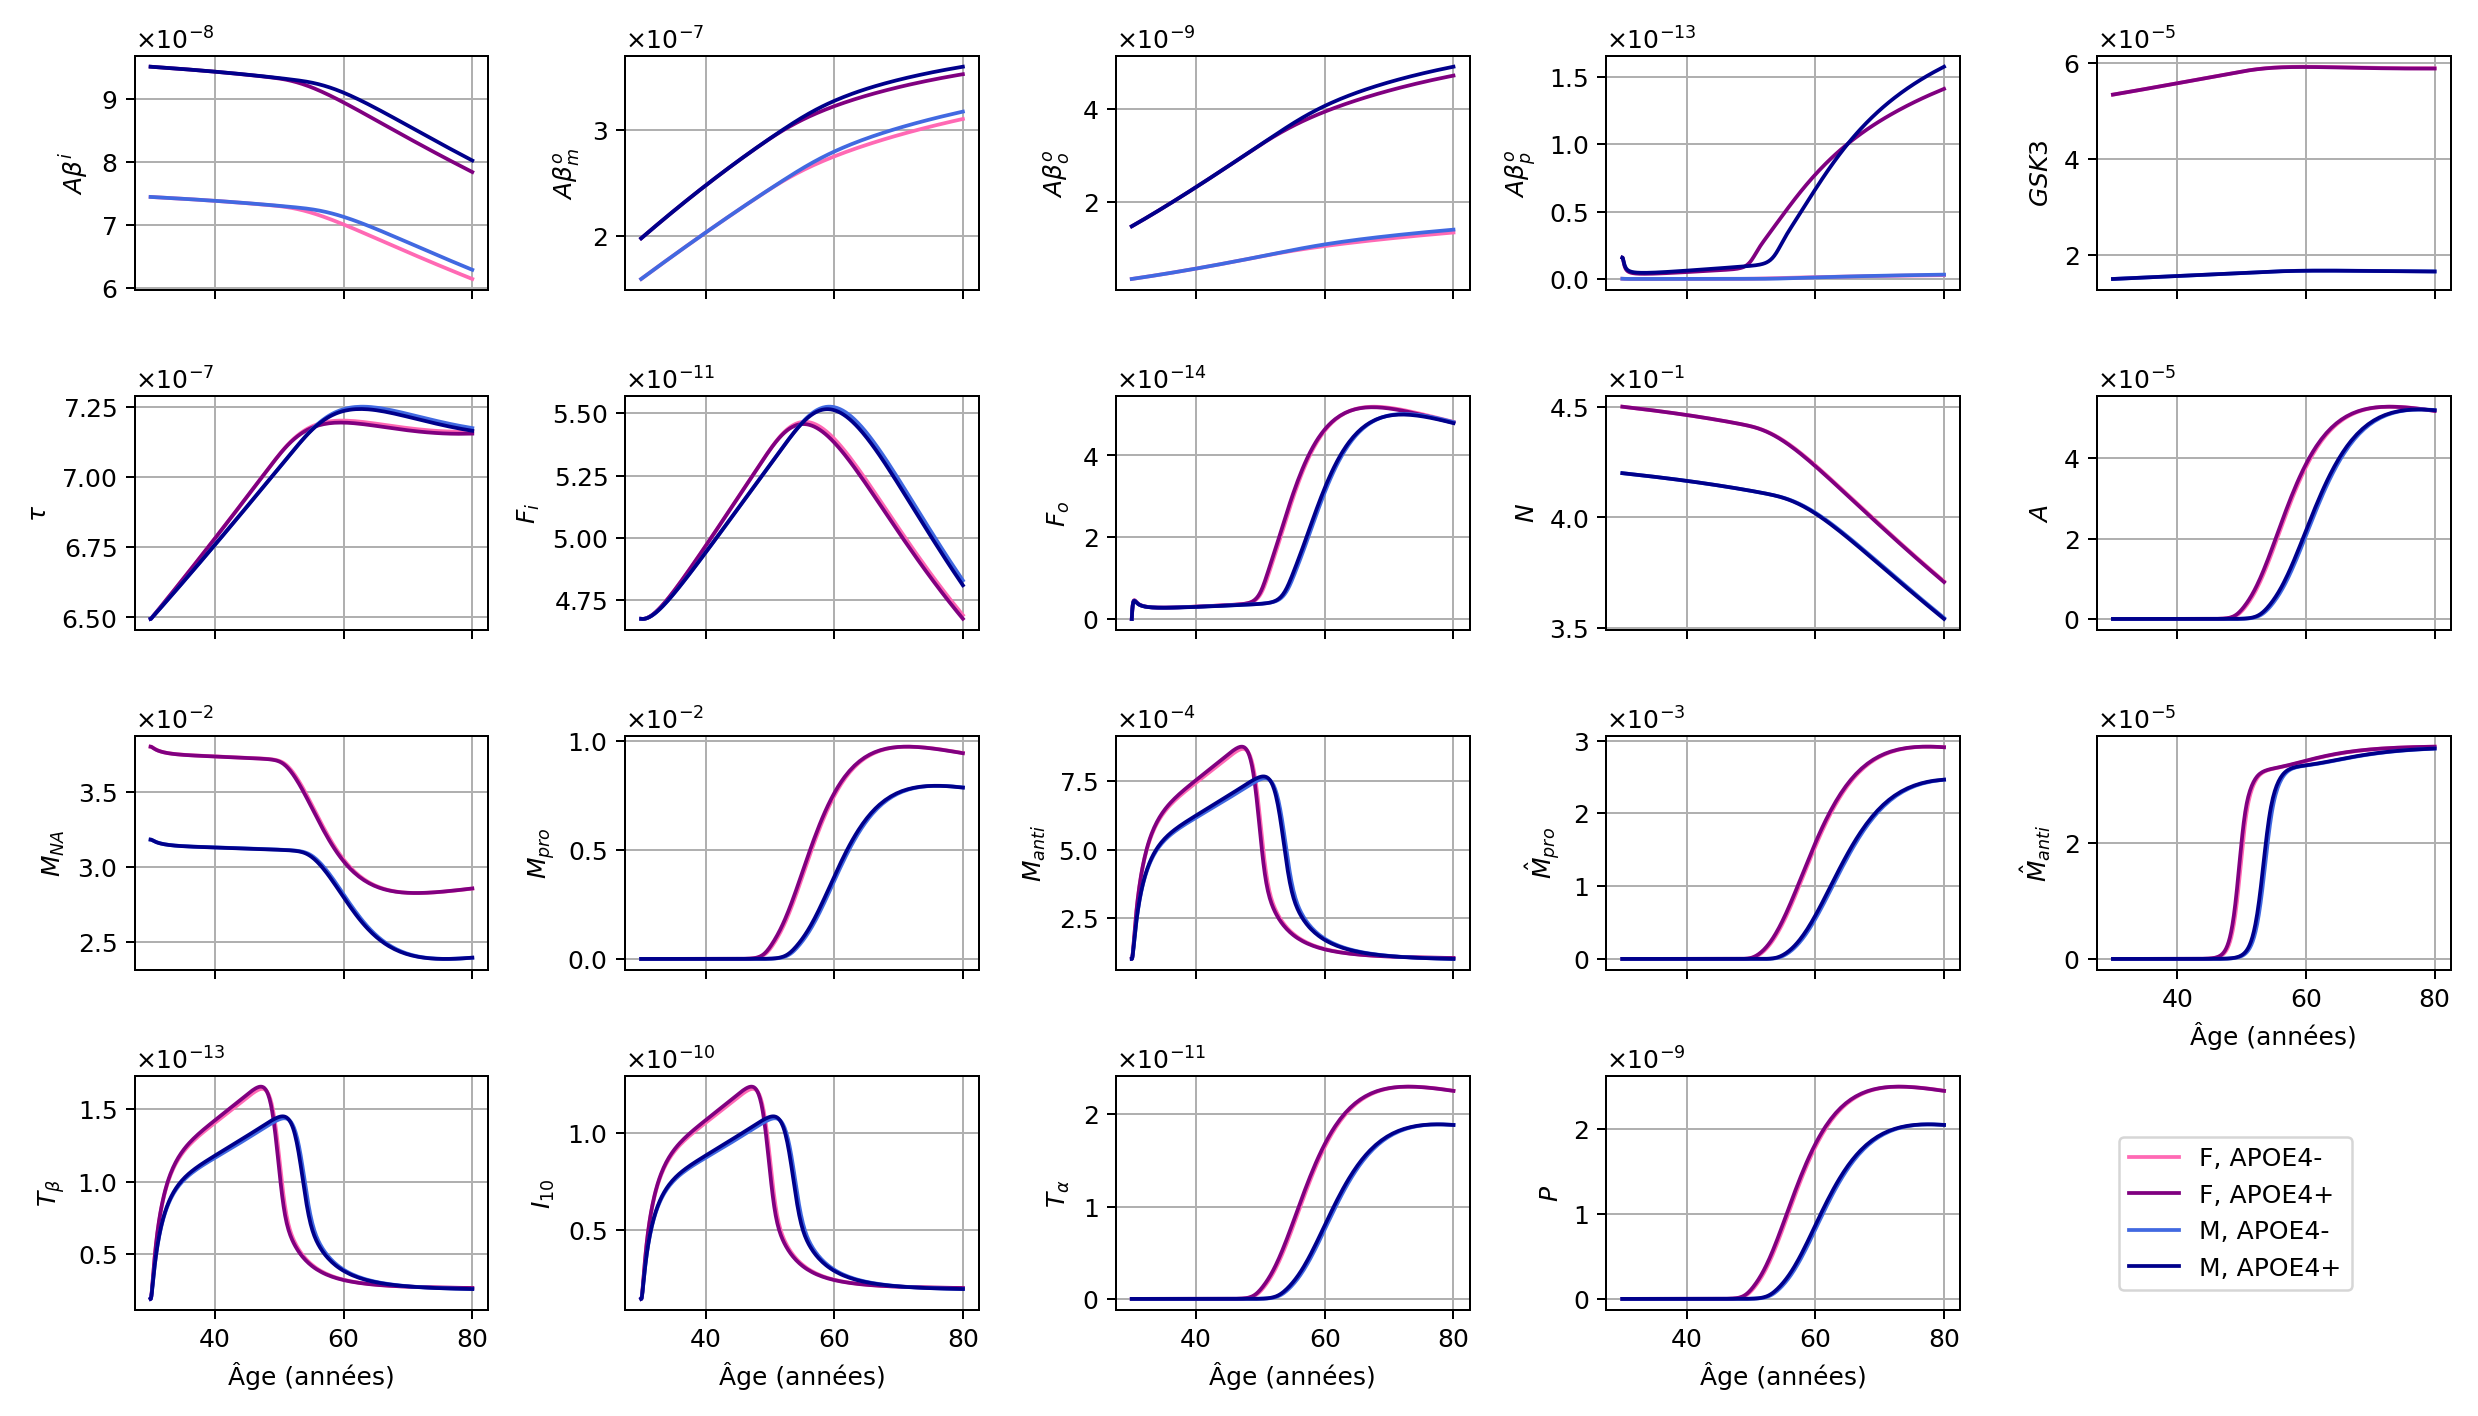 ×10⁻⁸ ×10⁻⁷ ×10⁻⁹ ×10⁻¹³ ×10⁻⁵
Aβⁱ
9
8
7
6
Aβₘᵒ
3
2
Aβₒᵒ
4
2
Aβₚᵒ
1.5
1.0
0.5
0.0
GSK3
6
4
2
×10⁻⁷ ×10⁻¹¹ ×10⁻¹⁴ ×10⁻¹ ×10⁻⁵
τ
7.25
7.00
6.75
6.50
Fᵢ
5.50
5.25
5.00
4.75
Fₒ
4
2
0
N
4.5
4.0
3.5
A
4
2
0
×10⁻² ×10⁻² ×10⁻⁴ ×10⁻³ ×10⁻⁵
M_NA
3.5
3.0
2.5
M_pro
1.0
0.5
0.0
M_anti
7.5
5.0
2.5
M̂_pro
3
2
1
0
M̂_anti
2
0
40 60 80
Âge (années)
×10⁻¹³ ×10⁻¹⁰ ×10⁻¹¹ ×10⁻⁹
T_β
1.5
1.0
0.5
40 60 80
Âge (années)
I₁₀
1.0
0.5
40 60 80
Âge (années)
T_α
2
1
0
40 60 80
Âge (années)
P
2
1
0
40 60 80
Âge (années)
F, APOE4-
F, APOE4+
M, APOE4-
M, APOE4+